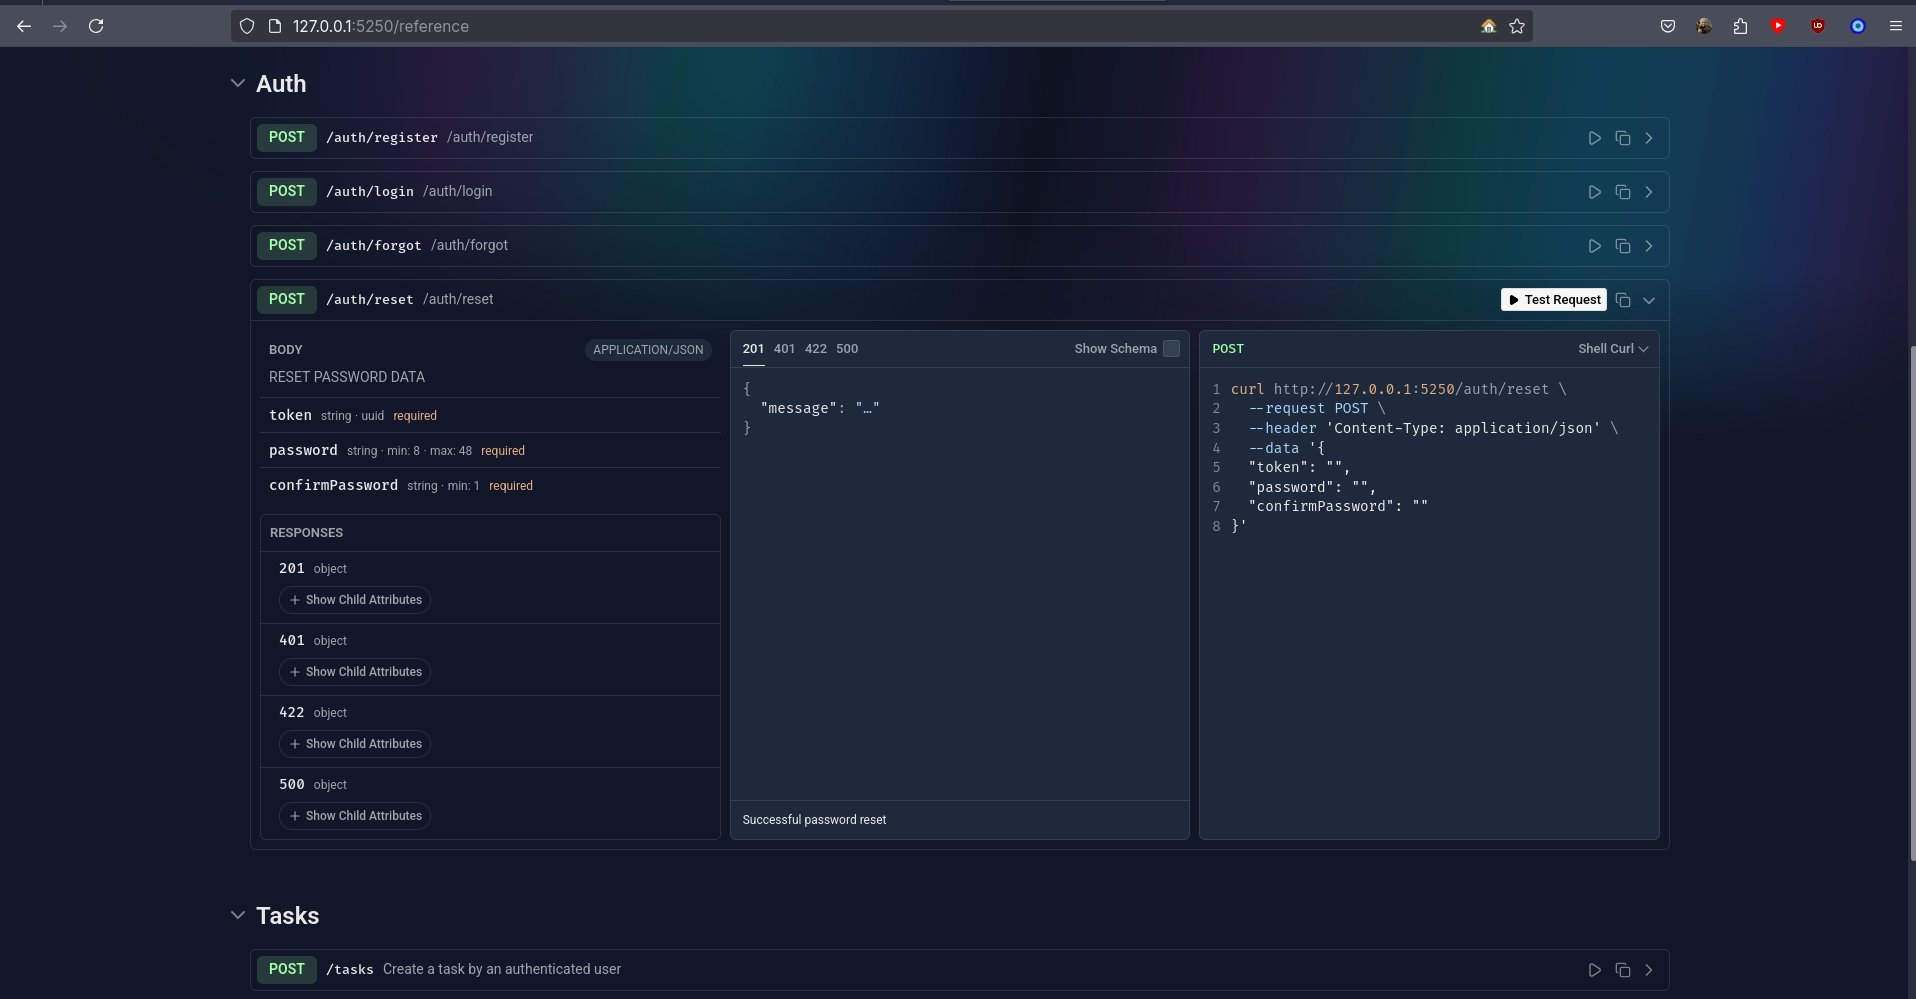 127.0.0.1:5250/reference
Auth
POST /auth/register /auth/register
POST /auth/login /auth/login
POST /auth/forgot /auth/forgot
POST /auth/reset /auth/reset Test Request
BODY APPLICATION/JSON
RESET PASSWORD DATA
token string · uuid required
password string · min: 8 · max: 48 required
confirmPassword string · min: 1 required
RESPONSES
201 object
+ Show Child Attributes
401 object
+ Show Child Attributes
422 object
+ Show Child Attributes
500 object
+ Show Child Attributes
201 401 422 500 Show Schema
{
"message": "…"
}
Successful password reset
POST Shell Curl
1 curl http://127.0.0.1:5250/auth/reset \
2 --request POST \
3 --header 'Content-Type: application/json' \
4 --data '{
5 "token": "",
6 "password": "",
7 "confirmPassword": ""
8 }'
Tasks
POST /tasks Create a task by an authenticated user